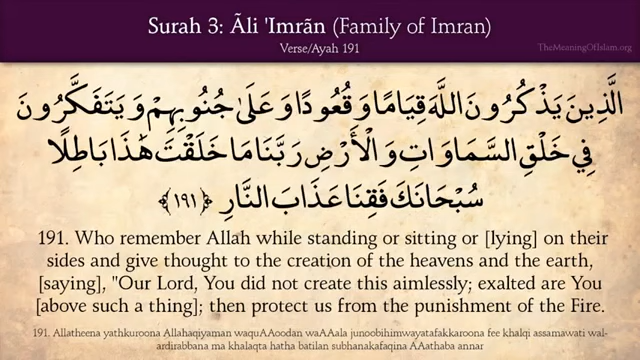 Surah 3: Ãli 'Imrãn (Family of Imran)
Verse/Ayah 191
TheMeaningOfIslam.org
الَّذِينَ يَذْكُرُونَ اللَّهَ قِيَامًا وَقُعُودًا وَعَلَىٰ جُنُوبِهِمْ وَيَتَفَكَّرُونَ
فِي خَلْقِ السَّمَاوَاتِ وَالْأَرْضِ رَبَّنَا مَا خَلَقْتَ هَٰذَا بَاطِلًا
سُبْحَانَكَ فَقِنَا عَذَابَ النَّارِ ﴿١٩١﴾
191. Who remember Allah while standing or sitting or [lying] on their
sides and give thought to the creation of the heavens and the earth,
[saying], "Our Lord, You did not create this aimlessly; exalted are You
[above such a thing]; then protect us from the punishment of the Fire.
191. Allatheena yathkuroona Allahaqiyaman waquAAoodan waAAala junoobihimwayatafakkaroona fee khalqi assamawati wal-
ardirabbana ma khalaqta hatha batilan subhanakafaqina AAathaba annar